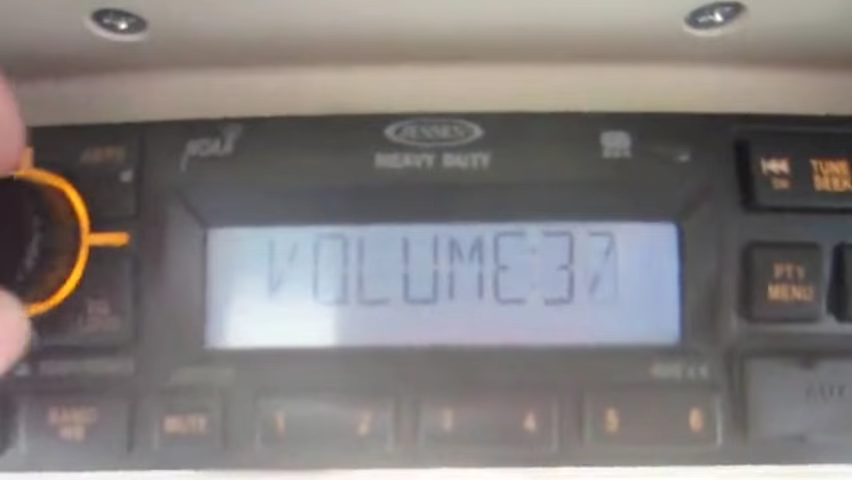 JENSEN
HEAVY DUTY
TUNE
SEEK
VOLUME:37
PTY
MENU
MUTE
1 2 3 4 5 6